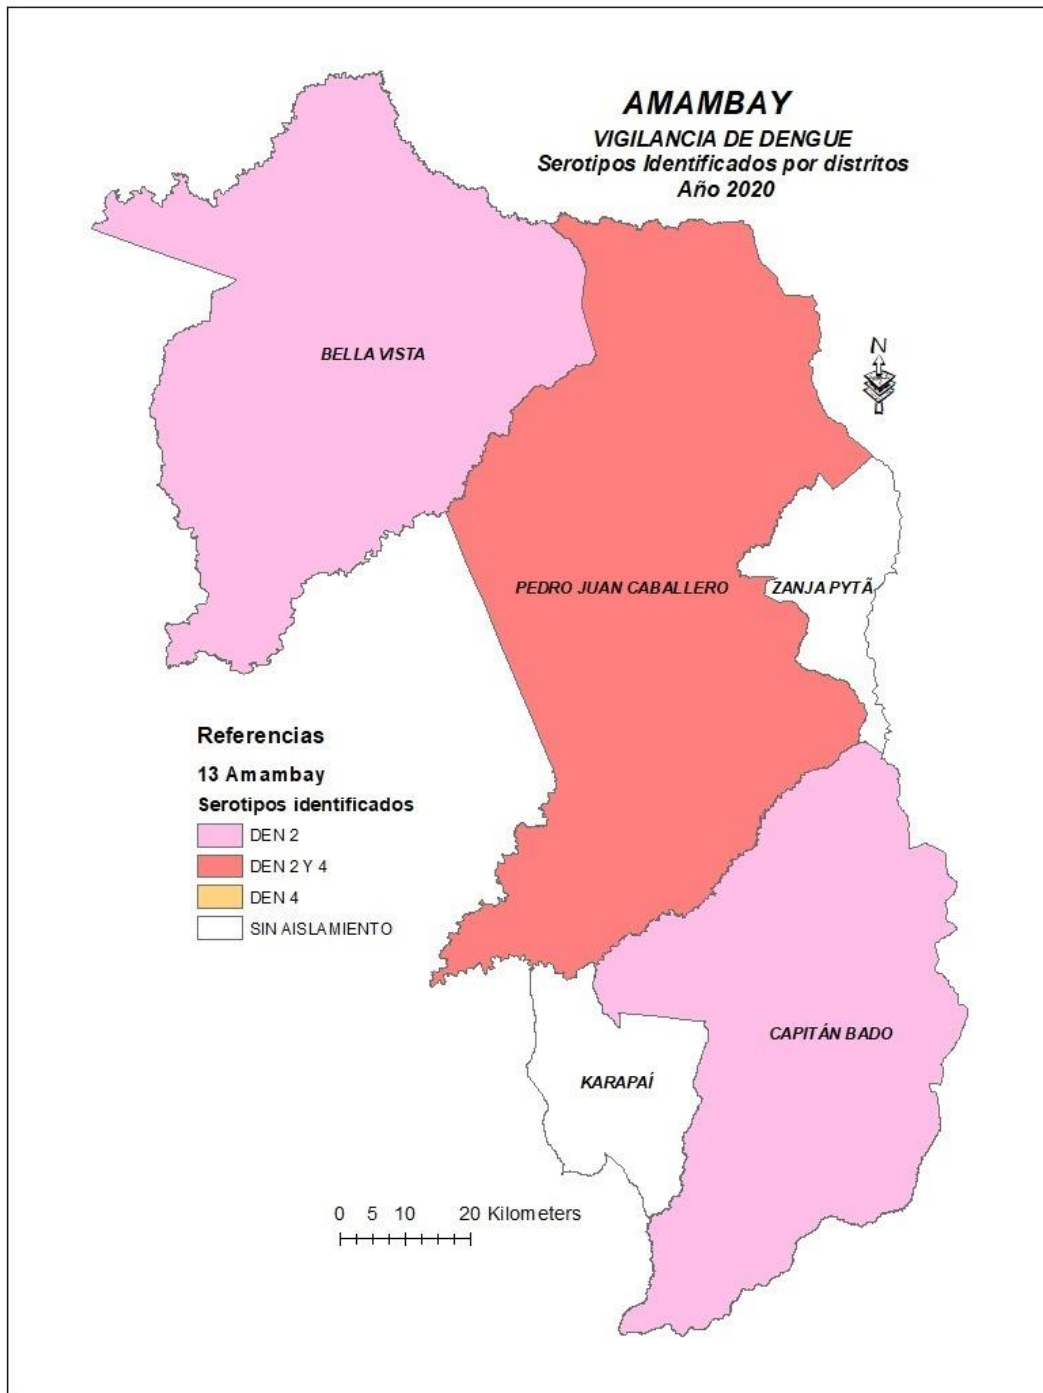 AMAMBAY
VIGILANCIA DE DENGUE
Serotipos Identificados por distritos
Año 2020
N
BELLA VISTA
PEDRO JUAN CABALLERO
ZANJA PYTÃ
Referencias
13 Amambay
Serotipos identificados
DEN 2
DEN 2 Y 4
DEN 4
SIN AISLAMIENTO
CAPITÁN BADO
KARAPAÍ
0 5 10 20 Kilometers